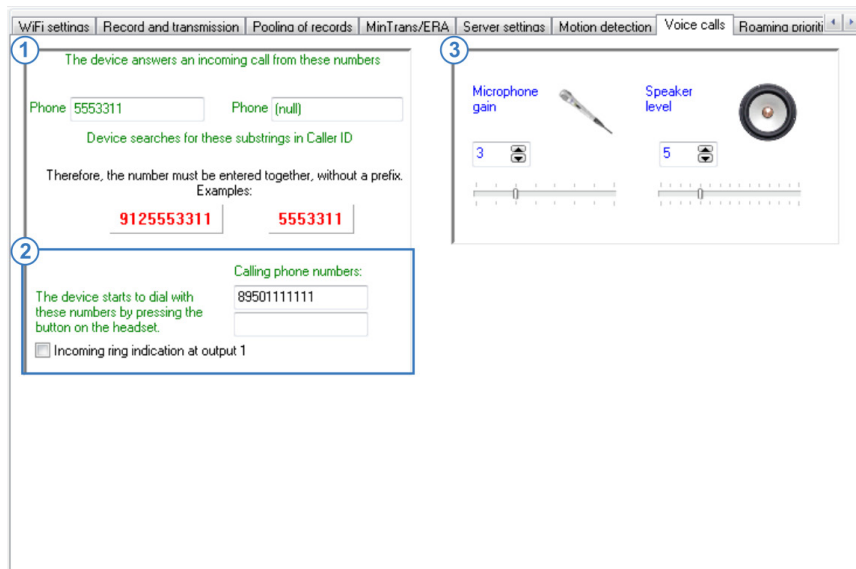 WiFi settings Record and transmission Pooling of records MinTrans/ERA Server settings Motion detection Voice calls Roaming prioriti
1
The device answers an incoming call from these numbers
Phone 5553311 Phone (null)
Device searches for these substrings in Caller ID
Therefore, the number must be entered together, without a prefix.
Examples:
9125553311 5553311
2
Calling phone numbers:
The device starts to dial with
these numbers by pressing the
button on the headset.
89501111111
Incoming ring indication at output 1
3
Microphone
gain
Speaker
level
3 5